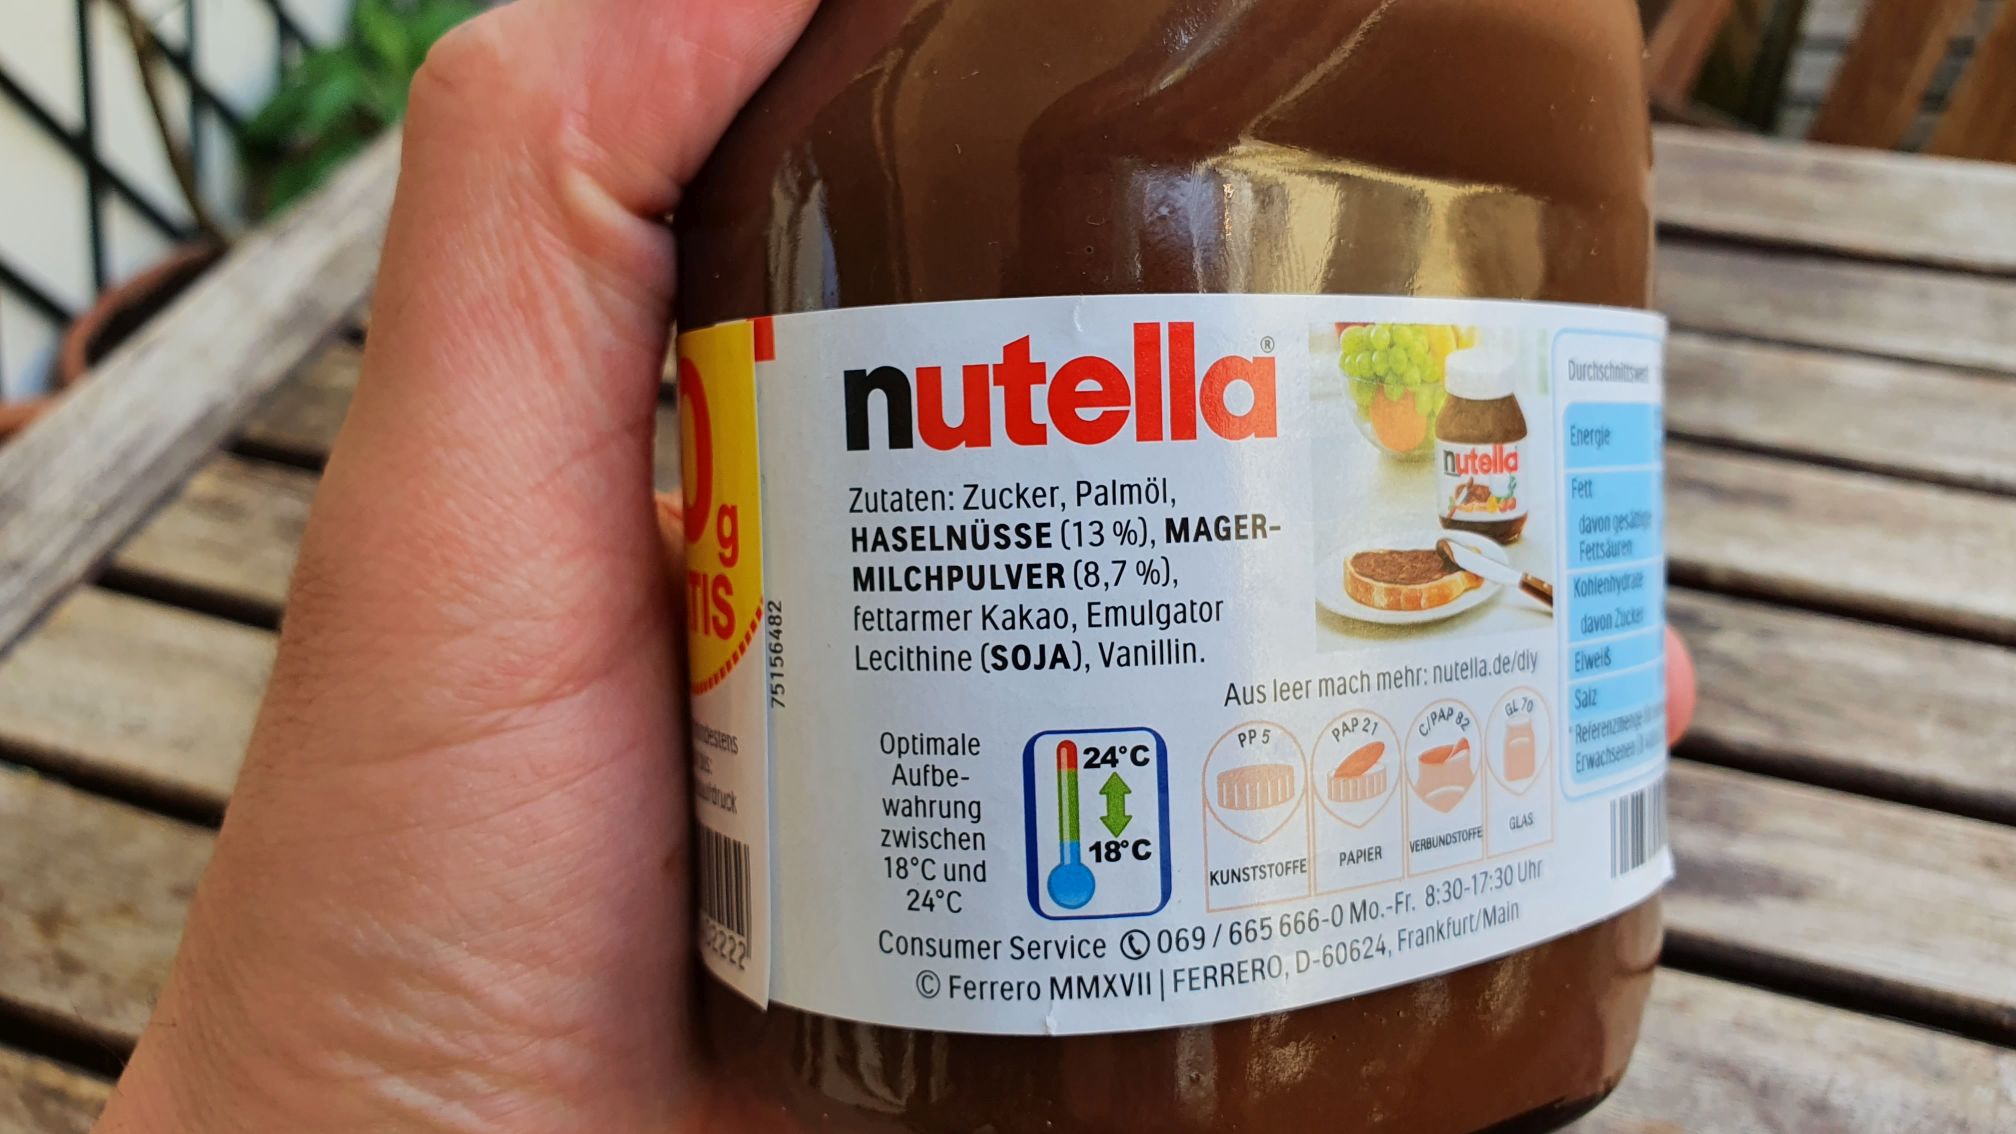 g
75156482
nutella®
Zutaten: Zucker, Palmöl,
HASELNÜSSE (13 %), MAGER-
MILCHPULVER (8,7 %),
fettarmer Kakao, Emulgator
Lecithine (SOJA), Vanillin.
nutella
Aus leer mach mehr: nutella.de/diy
Optimale
Aufbe-
wahrung
zwischen
18°C und
24°C
24°C
18°C
PP 5
KUNSTSTOFFE
PAP 21
PAPIER
C/PAP 82
VERBUNDSTOFFE
GL 70
GLAS
Consumer Service 069 / 665 666-0 Mo.-Fr. 8:30-17:30 Uhr
© Ferrero MMXVII | FERRERO, D-60624, Frankfurt/Main
Durchschnittswert
Energie
Fett
davon
Fettsäuren
Kohlenhydrate
davon Zucker
Eiweiß
Salz
Erwachsenen